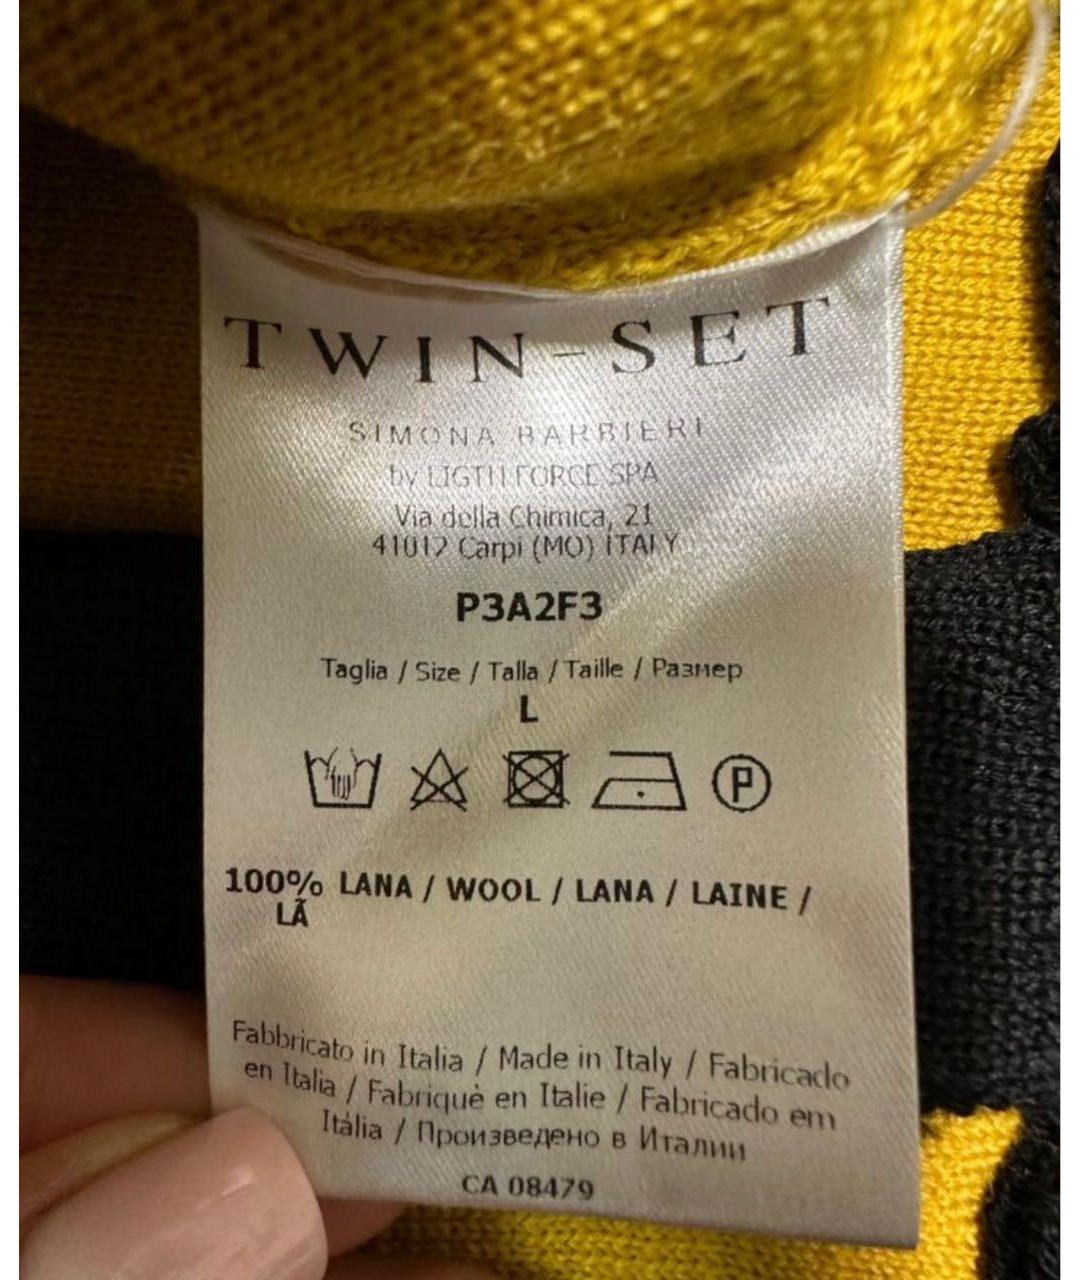 TWIN-SET
SIMONA BARBIERI
by LIGTH FORCE SPA
Via della Chimica, 21
41012 Carpi (MO) ITALY
P3A2F3
Taglia / Size / Talla / Taille / Размер
L
P
100% LANA / WOOL / LANA / LAINE /
LÃ
Fabbricato in Italia / Made in Italy / Fabricado
en Italia / Fabriquè en Italie / Fabricado em
Itália / Произведено в Италии
CA 08479